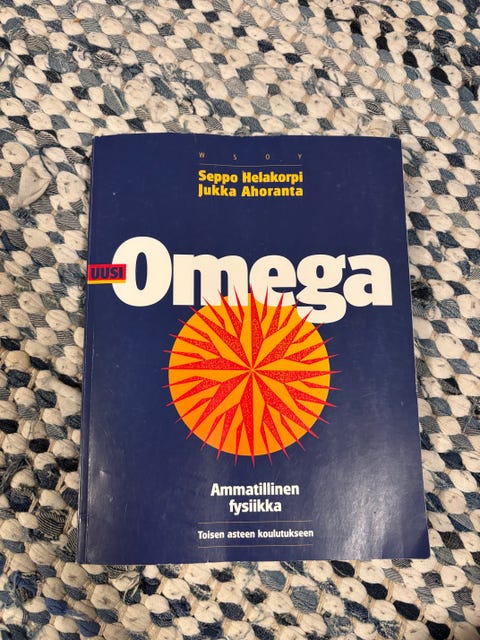 WSOY
Seppo Helakorpi
Jukka Ahoranta
UUSI
Omega
Ammatillinen
fysiikka
Toisen asteen koulutukseen